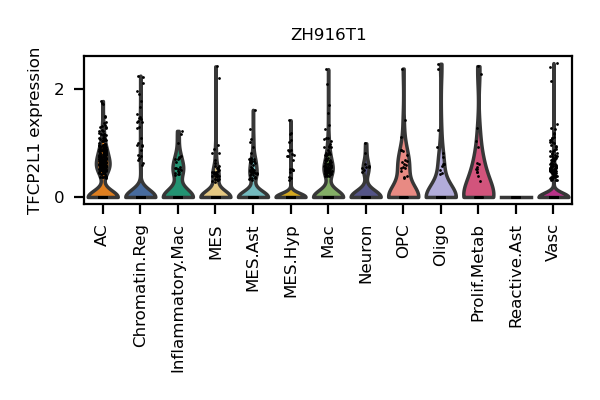 ZH916T1
TFCP2L1 expression
2
0
AC
Chromatin.Reg
Inflammatory.Mac
MES
MES.Ast
MES.Hyp
Mac
Neuron
OPC
Oligo
Prolif.Metab
Reactive.Ast
Vasc